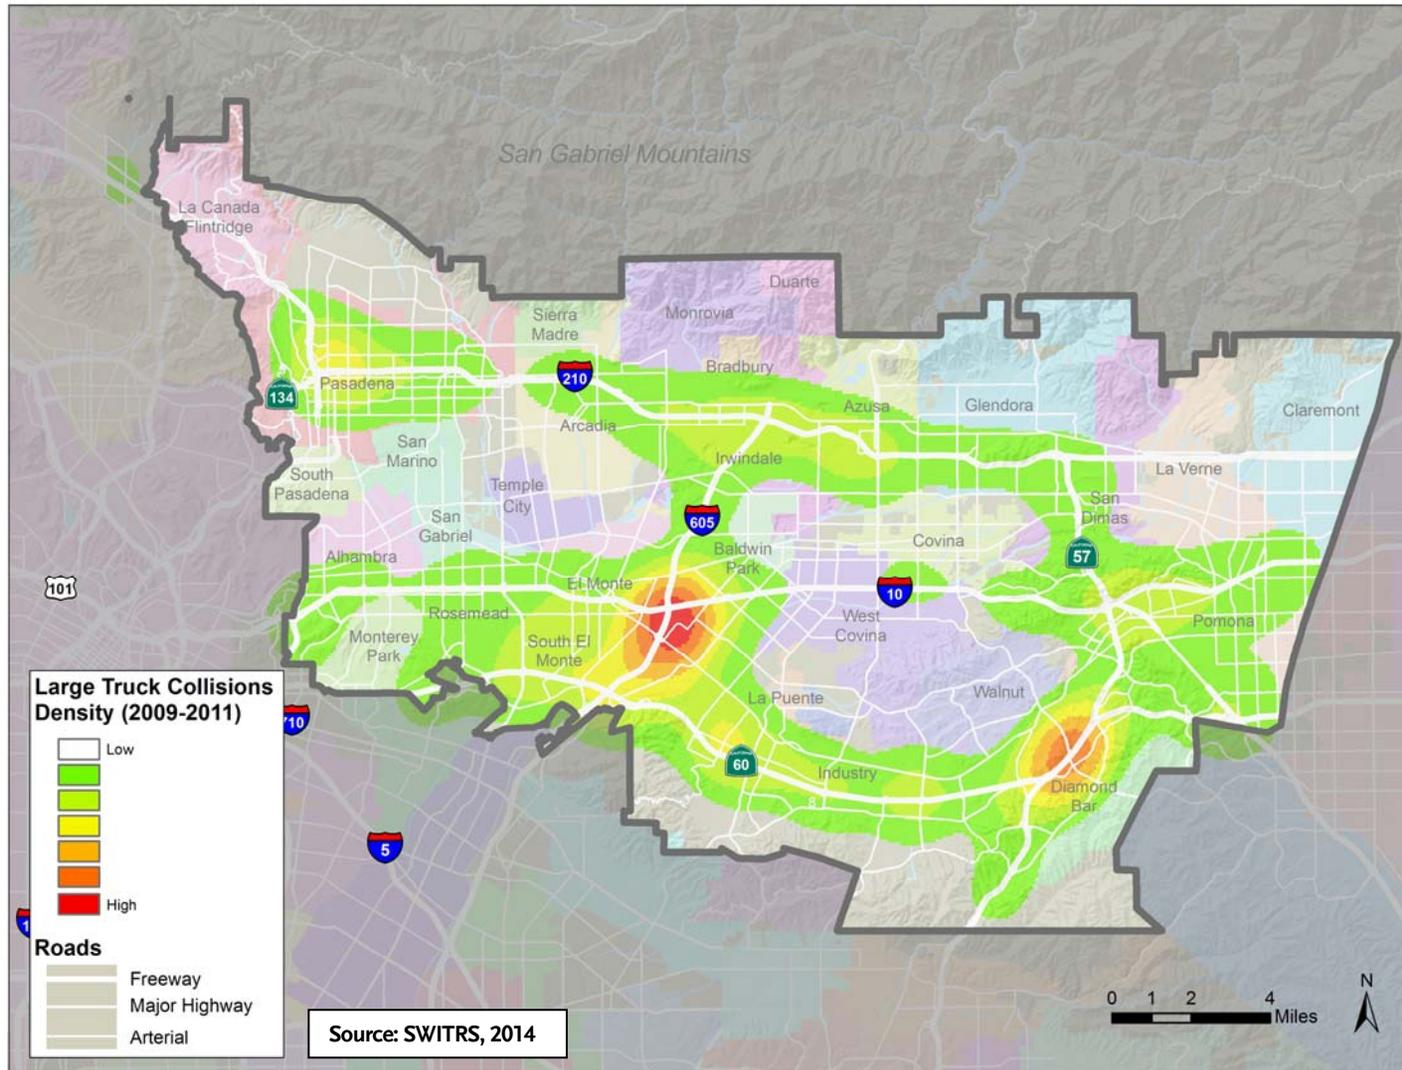 San Gabriel Mountains
La Canada
Flintridge
Duarte
Sierra
Madre
Monrovia
Bradbury
210
Pasadena
134
Arcadia
Azusa
Glendora
Claremont
San
Marino
Irwindale
La Verne
South
Pasadena
Temple
City
San
Gabriel
605
San
Dimas
Alhambra
Baldwin
Park
Covina
57
101
El Monte
10
Rosemead
West
Covina
Pomona
Monterey
Park
South El
Monte
La Puente
Walnut
710
60
Industry
Diamond
Bar
5
Large Truck Collisions
Density (2009-2011)
Low
High
Roads
Freeway
Major Highway
Arterial
Source: SWITRS, 2014
N
0 1 2 4
Miles